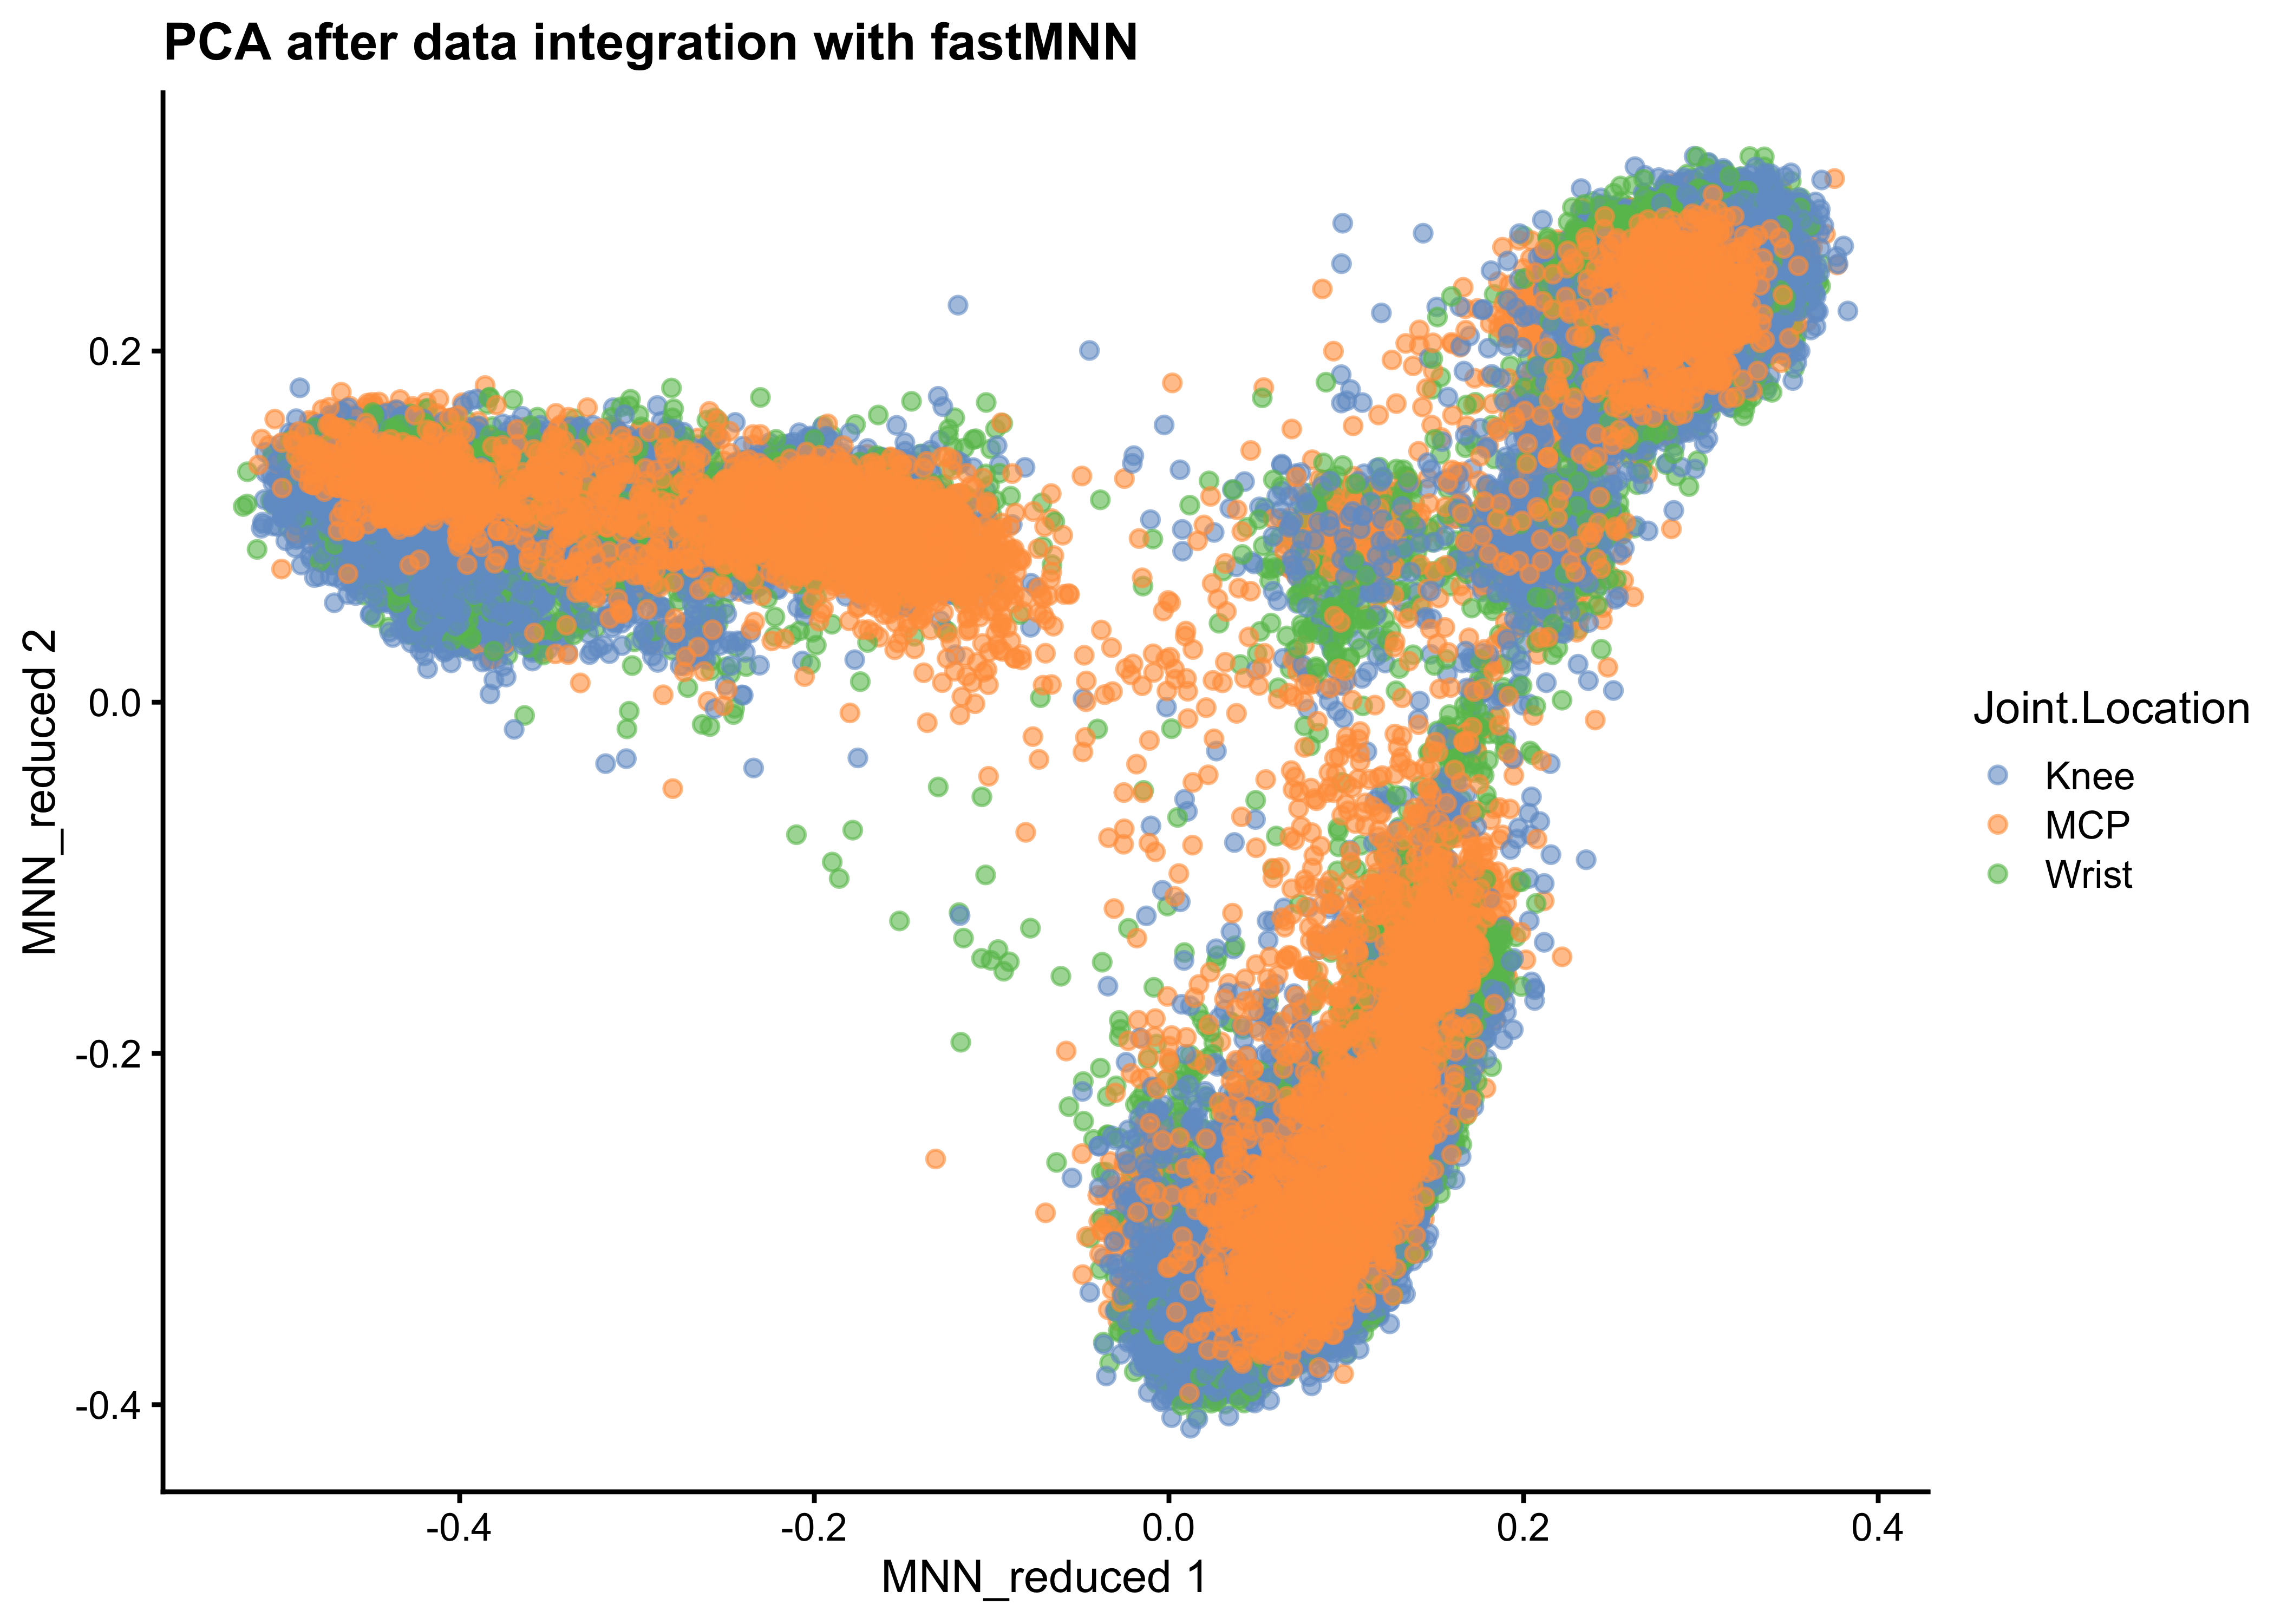 PCA after data integration with fastMNN
MNN_reduced 2
0.2
0.0
-0.2
-0.4
-0.4
-0.2
0.0
0.2
0.4
MNN_reduced 1
Joint.Location
Knee
MCP
Wrist